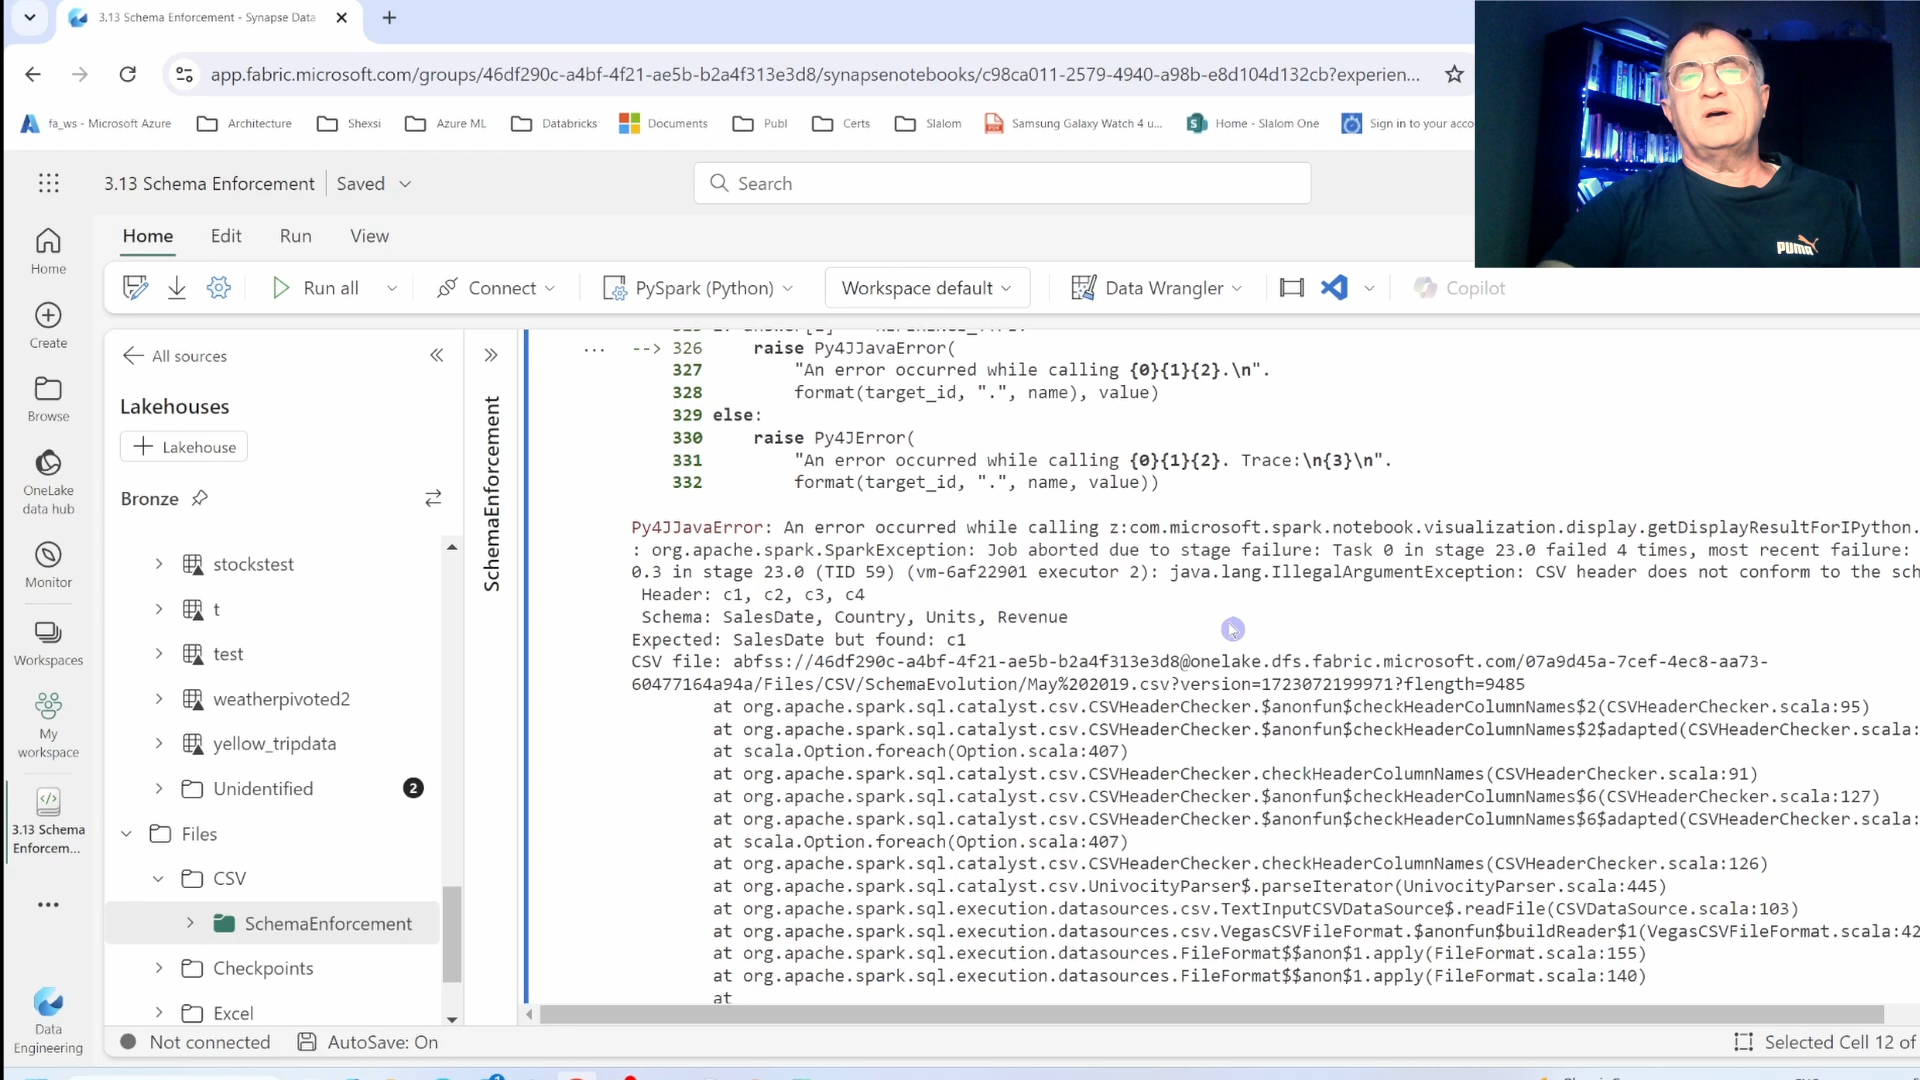 3.13 Schema Enforcement - Synapse Data
app.fabric.microsoft.com/groups/46df290c-a4bf-4f21-ae5b-b2a4f313e3d8/synapsenotebooks/c98ca011-2579-4940-a98b-e8d104d132cb?experien...
fa_ws - Microsoft Azure
Architecture
Shexsi
Azure ML
Databricks
Documents
Publ
Certs
Slalom
Samsung Galaxy Watch 4 u...
Home - Slalom One
Sign in to your acco
PUMA
3.13 Schema Enforcement
Saved
Search
Home
Edit
Run
View
Run all
Connect
PySpark (Python)
Workspace default
Data Wrangler
Copilot
Home
Create
Browse
OneLake
data hub
Monitor
Workspaces
My
workspace
3.13 Schema
Enforcem...
Data
Engineering
All sources
Lakehouses
Lakehouse
Bronze
stockstest
t
test
weatherpivoted2
yellow_tripdata
Unidentified
2
Files
CSV
SchemaEnforcement
Checkpoints
Excel
SchemaEnforcement
--> 326     raise Py4JJavaError(
327         "An error occurred while calling {0}{1}{2}.\n".
328         format(target_id, ".", name), value)
329 else:
330     raise Py4JError(
331         "An error occurred while calling {0}{1}{2}. Trace:\n{3}\n".
332         format(target_id, ".", name, value))
Py4JJavaError: An error occurred while calling z:com.microsoft.spark.notebook.visualization.display.getDisplayResultForIPython.
: org.apache.spark.SparkException: Job aborted due to stage failure: Task 0 in stage 23.0 failed 4 times, most recent failure:
0.3 in stage 23.0 (TID 59) (vm-6af22901 executor 2): java.lang.IllegalArgumentException: CSV header does not conform to the sch
Header: c1, c2, c3, c4
Schema: SalesDate, Country, Units, Revenue
Expected: SalesDate but found: c1
CSV file: abfss://46df290c-a4bf-4f21-ae5b-b2a4f313e3d8@onelake.dfs.fabric.microsoft.com/07a9d45a-7cef-4ec8-aa73-
60477164a94a/Files/CSV/SchemaEvolution/May%202019.csv?version=1723072199971?flength=9485
at org.apache.spark.sql.catalyst.csv.CSVHeaderChecker.$anonfun$checkHeaderColumnNames$2(CSVHeaderChecker.scala:95)
at org.apache.spark.sql.catalyst.csv.CSVHeaderChecker.$anonfun$checkHeaderColumnNames$2$adapted(CSVHeaderChecker.scala:
at scala.Option.foreach(Option.scala:407)
at org.apache.spark.sql.catalyst.csv.CSVHeaderChecker.checkHeaderColumnNames(CSVHeaderChecker.scala:91)
at org.apache.spark.sql.catalyst.csv.CSVHeaderChecker.$anonfun$checkHeaderColumnNames$6(CSVHeaderChecker.scala:127)
at org.apache.spark.sql.catalyst.csv.CSVHeaderChecker.$anonfun$checkHeaderColumnNames$6$adapted(CSVHeaderChecker.scala:
at scala.Option.foreach(Option.scala:407)
at org.apache.spark.sql.catalyst.csv.CSVHeaderChecker.checkHeaderColumnNames(CSVHeaderChecker.scala:126)
at org.apache.spark.sql.catalyst.csv.UnivocityParser$.parseIterator(UnivocityParser.scala:445)
at org.apache.spark.sql.execution.datasources.csv.TextInputCSVDataSource$.readFile(CSVDataSource.scala:103)
at org.apache.spark.sql.execution.datasources.csv.VegasCSVFileFormat.$anonfun$buildReader$1(VegasCSVFileFormat.scala:42
at org.apache.spark.sql.execution.datasources.FileFormat$$anon$1.apply(FileFormat.scala:155)
at org.apache.spark.sql.execution.datasources.FileFormat$$anon$1.apply(FileFormat.scala:140)
at
Not connected
AutoSave: On
Selected Cell 12 of